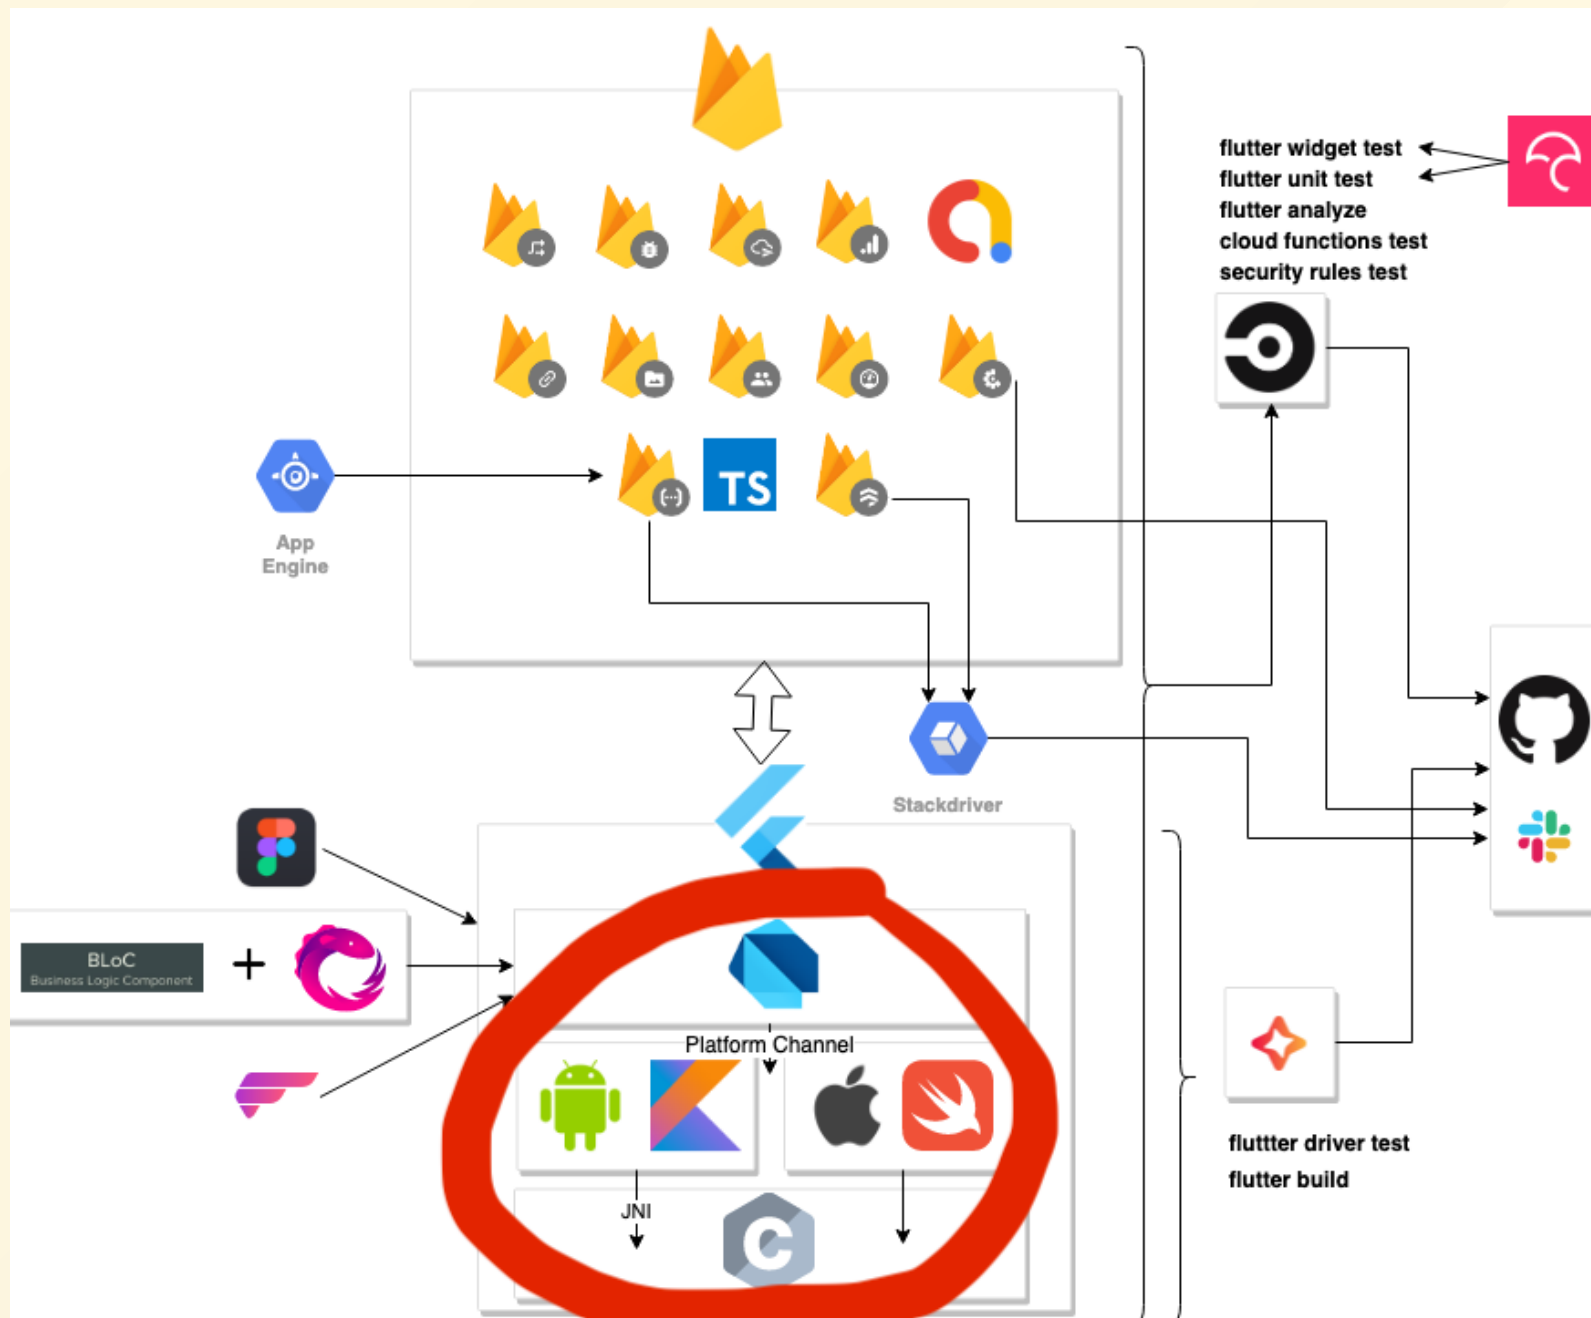 flutter widget test
flutter unit test
flutter analyze
cloud functions test
security rules test
TS
App
Engine
Stackdriver
BLoC
Business Logic Component
+
Platform Channel
JNI
C
fluttter driver test
flutter build